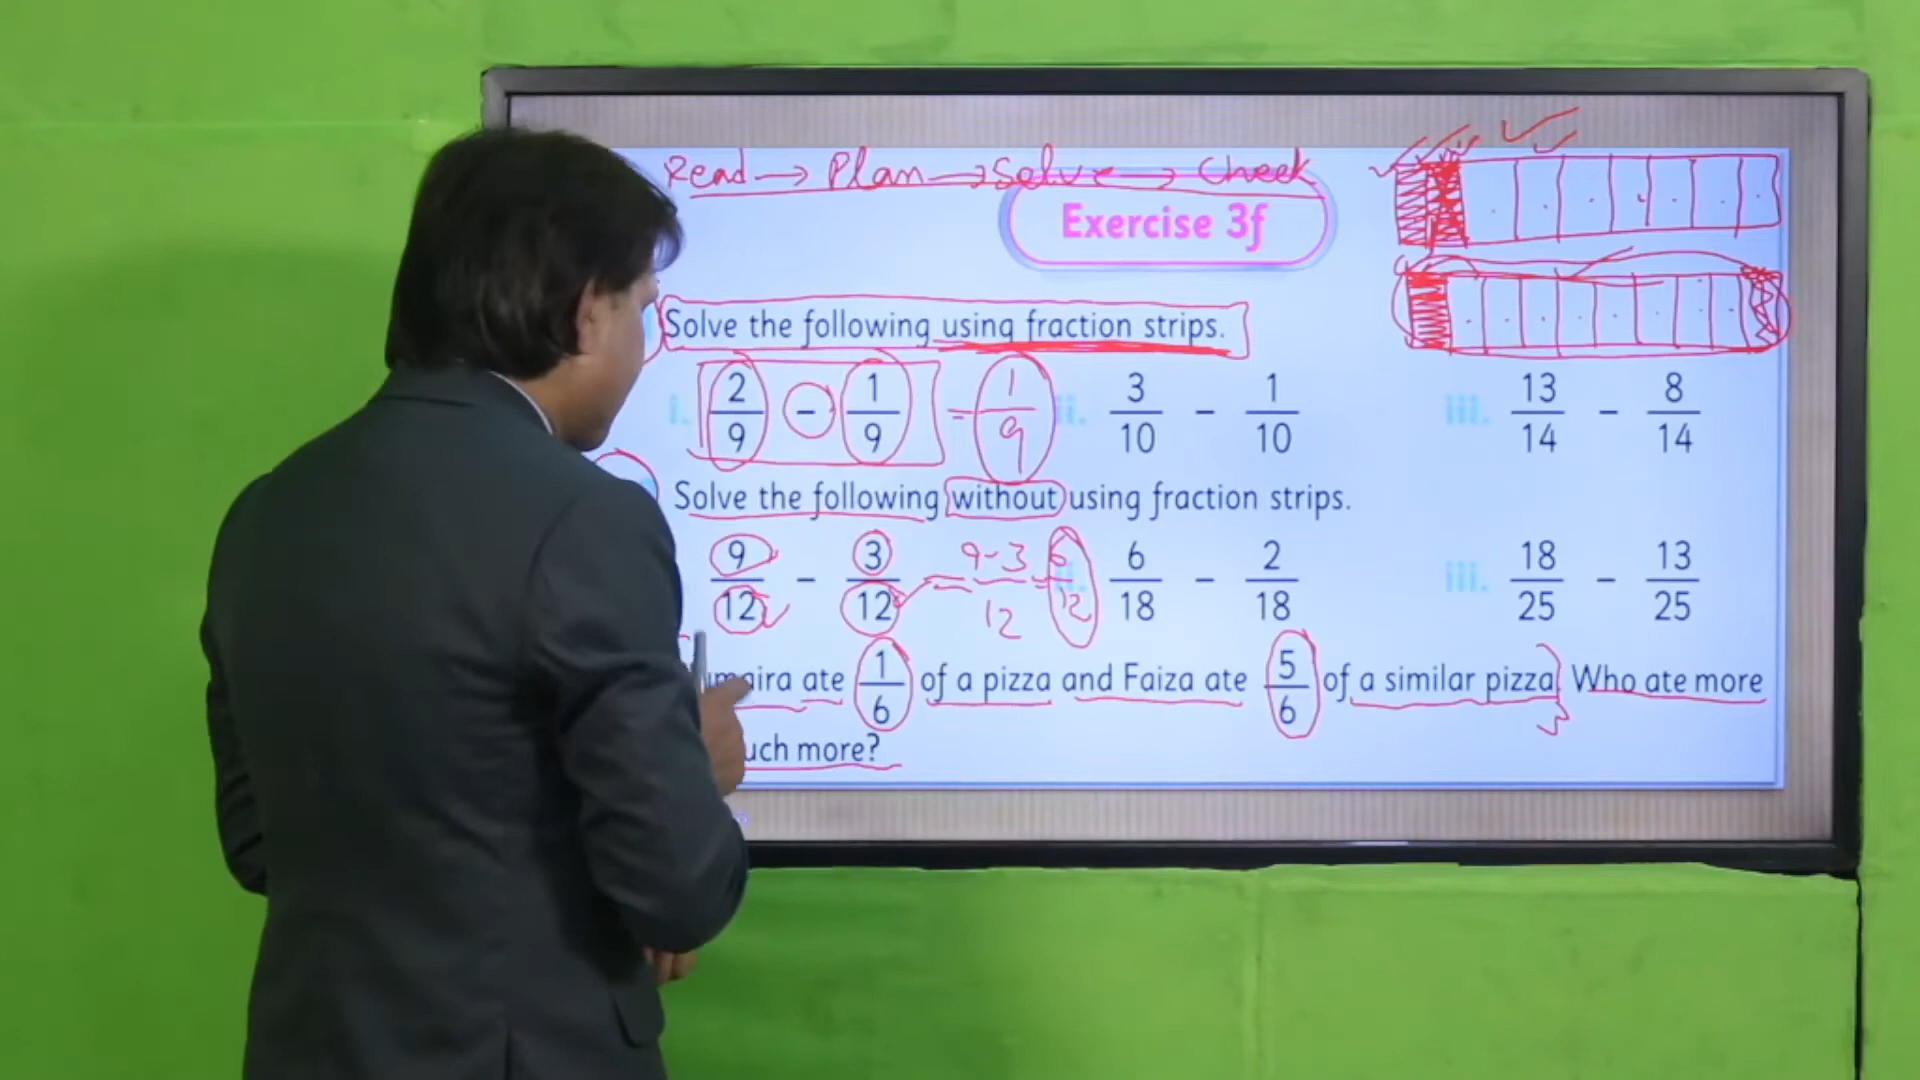 Read → Plan → Solve → Check
Exercise 3f
Solve the following using fraction strips.
i. 2/9 - 1/9 = 1/9 ii. 3/10 - 1/10 iii. 13/14 - 8/14
Solve the following without using fraction strips.
9/12 - 3/12 = 9-3/12 = 6/12 ii. 6/18 - 2/18 iii. 18/25 - 13/25
ate 1/6 of a pizza and Faiza ate 5/6 of a similar pizza. Who ate more
more?